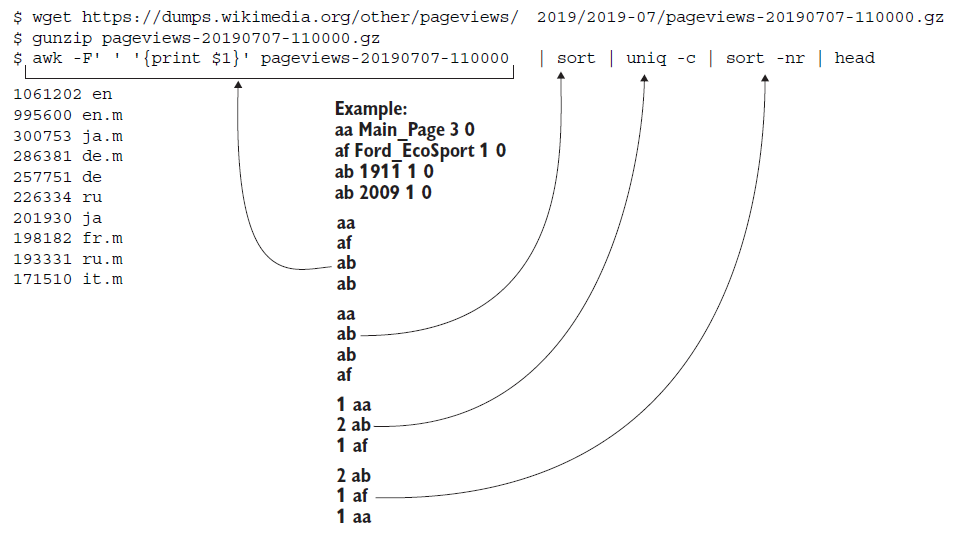 $ wget https://dumps.wikimedia.org/other/pageviews/  2019/2019-07/pageviews-20190707-110000.gz
$ gunzip pageviews-20190707-110000.gz
$ awk -F' ' '{print $1}' pageviews-20190707-110000   | sort | uniq -c | sort -nr | head
1061202 en
995600 en.m
300753 ja.m
286381 de.m
257751 de
226334 ru
201930 ja
198182 fr.m
193331 ru.m
171510 it.m
Example:
aa Main_Page 3 0
af Ford_EcoSport 1 0
ab 1911 1 0
ab 2009 1 0
aa
af
ab
ab
aa
ab
ab
af
1 aa
2 ab
1 af
2 ab
1 af
1 aa